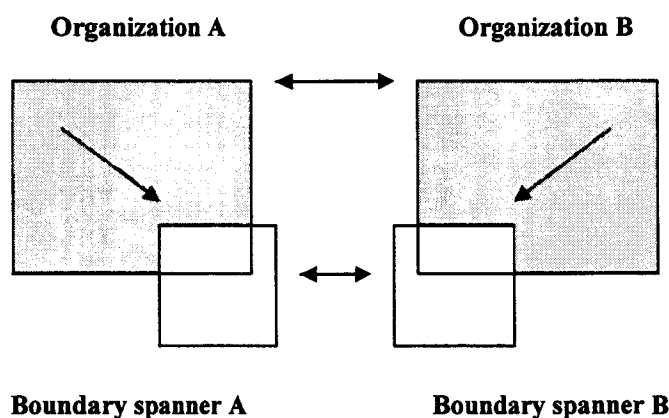 Organization A
Organization B
Boundary spanner A
Boundary spanner B